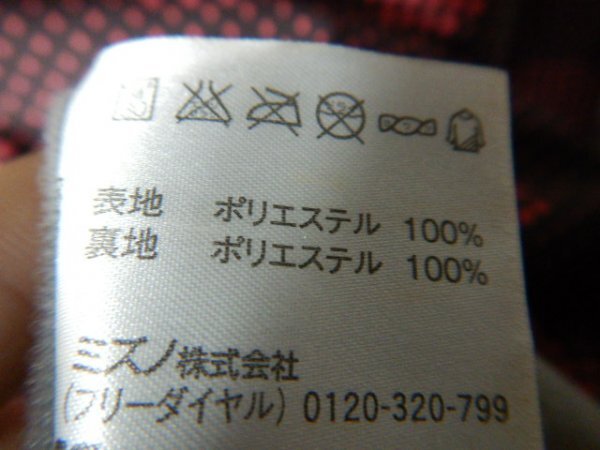 表地 ポリエステル 100%
裏地 ポリエステル 100%
ミズノ株式会社
(フリーダイヤル) 0120-320-799